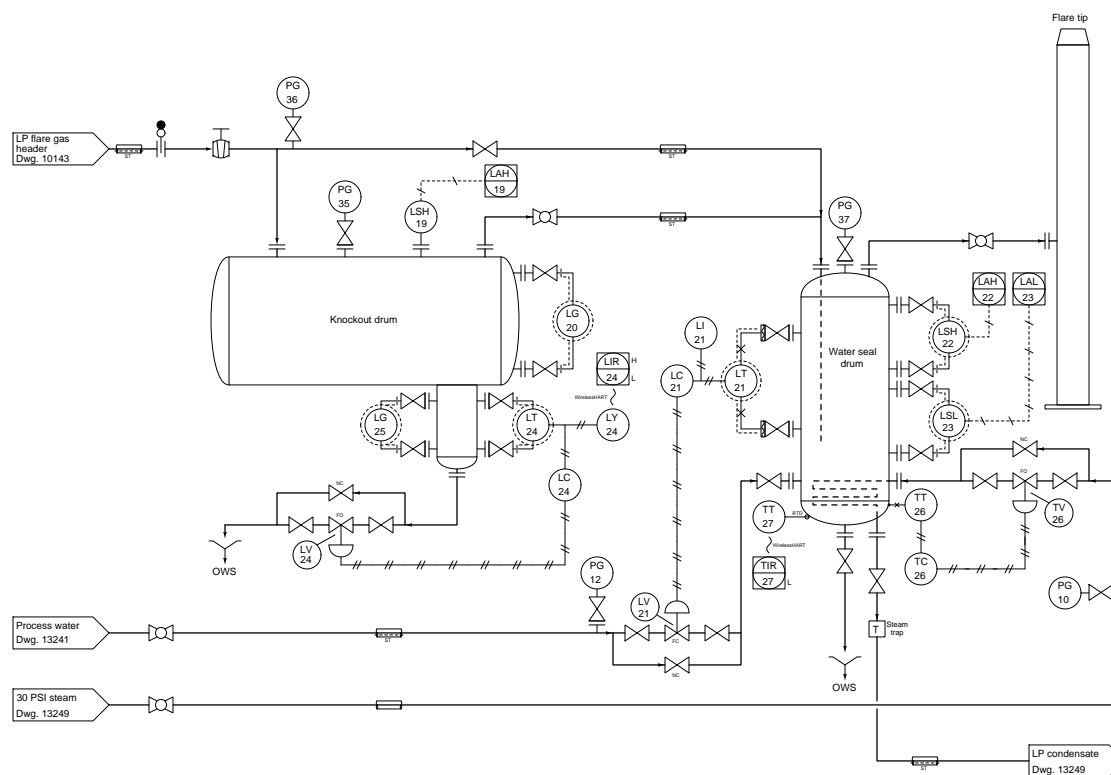 Flare tip
PG
36
LP flare gas
header
Dwg. 10143
ST
ST
LAH
19
PG
35
LSH
19
PG
37
ST
Knockout drum
LG
20
LI
21
LAH
22
LAL
23
LSH
22
Water seal
drum
LIR
24
H
L
LC
21
LT
21
WirelessHART
LG
25
LT
24
LY
24
LSL
23
NC
LC
24
NC
FO
TT
26
TV
26
TT
27
RTD
FO
LV
24
OWS
WirelessHART
TIR
27
L
TC
26
PG
12
PG
10
LV
21
Process water
Dwg. 13241
ST
FC
NC
T
Steam
trap
OWS
30 PSI steam
Dwg. 13249
LP condensate
Dwg. 13249
ST